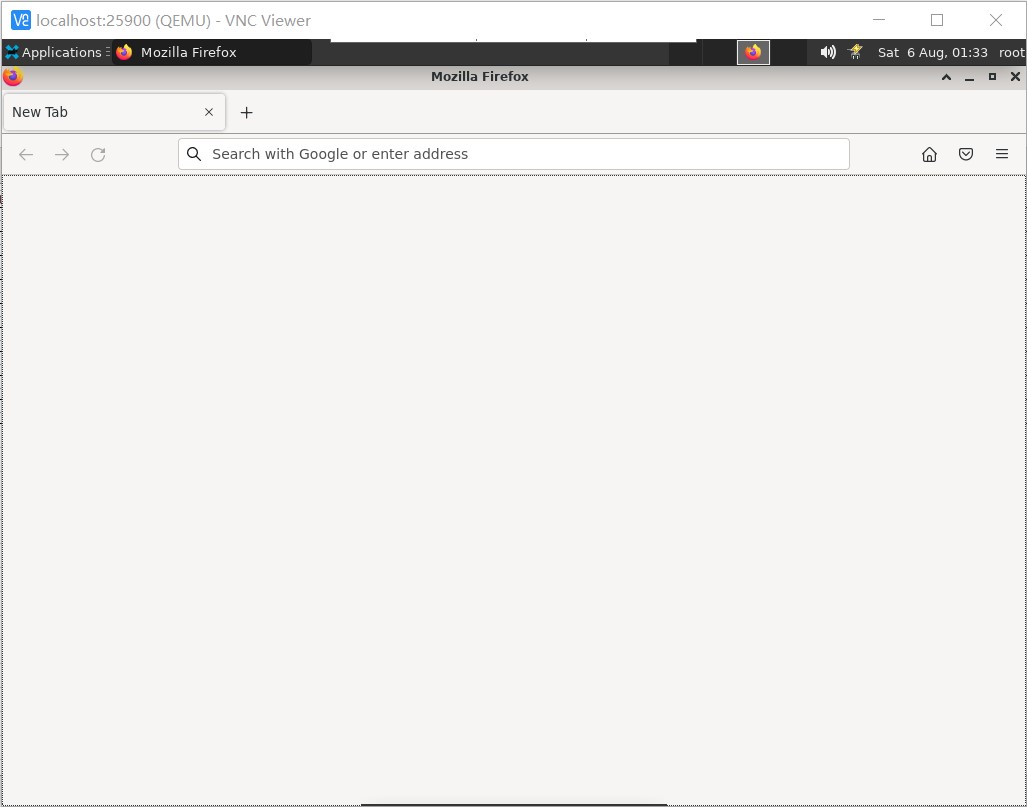 localhost:25900 (QEMU) - VNC Viewer
Applications Mozilla Firefox Sat 6 Aug, 01:33 root
Mozilla Firefox
New Tab
Search with Google or enter address